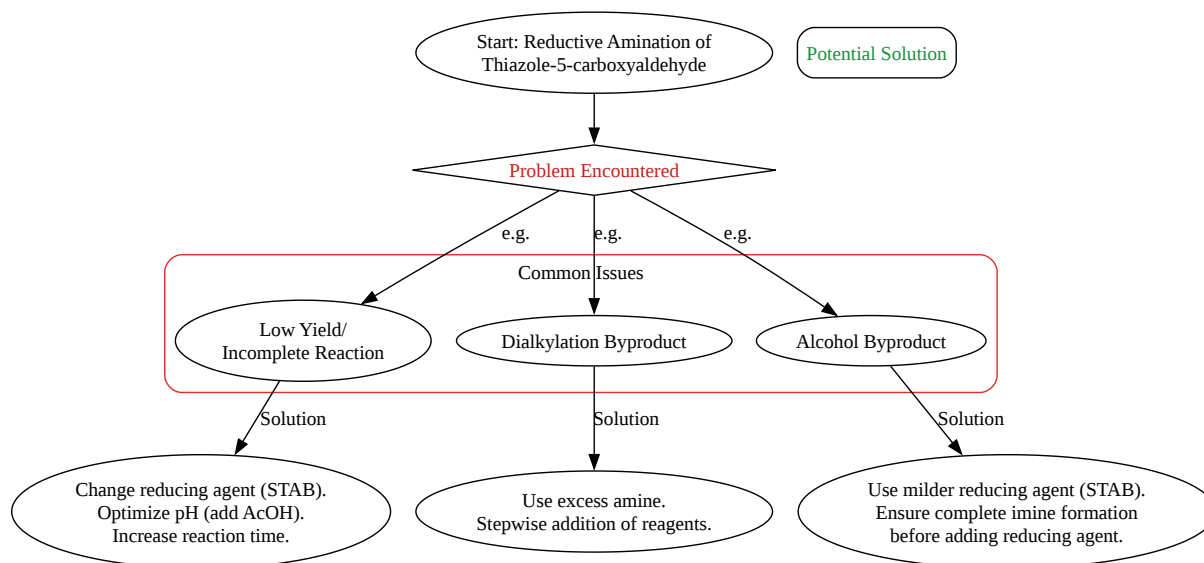 Start: Reductive Amination of
Thiazole-5-carboxyaldehyde
Potential Solution
Problem Encountered
e.g.
e.g.
e.g.
Common Issues
Low Yield/
Incomplete Reaction
Dialkylation Byproduct
Alcohol Byproduct
Solution
Solution
Solution
Change reducing agent (STAB).
Optimize pH (add AcOH).
Increase reaction time.
Use excess amine.
Stepwise addition of reagents.
Use milder reducing agent (STAB).
Ensure complete imine formation
before adding reducing agent.